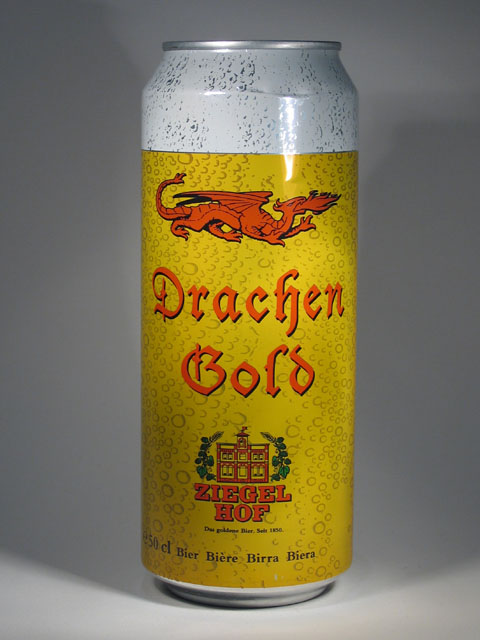 Drachen
Gold
ZIEGEL
HOF
Das goldene Bier. Seit 1850.
50 cl Bier Bière Birra Biera